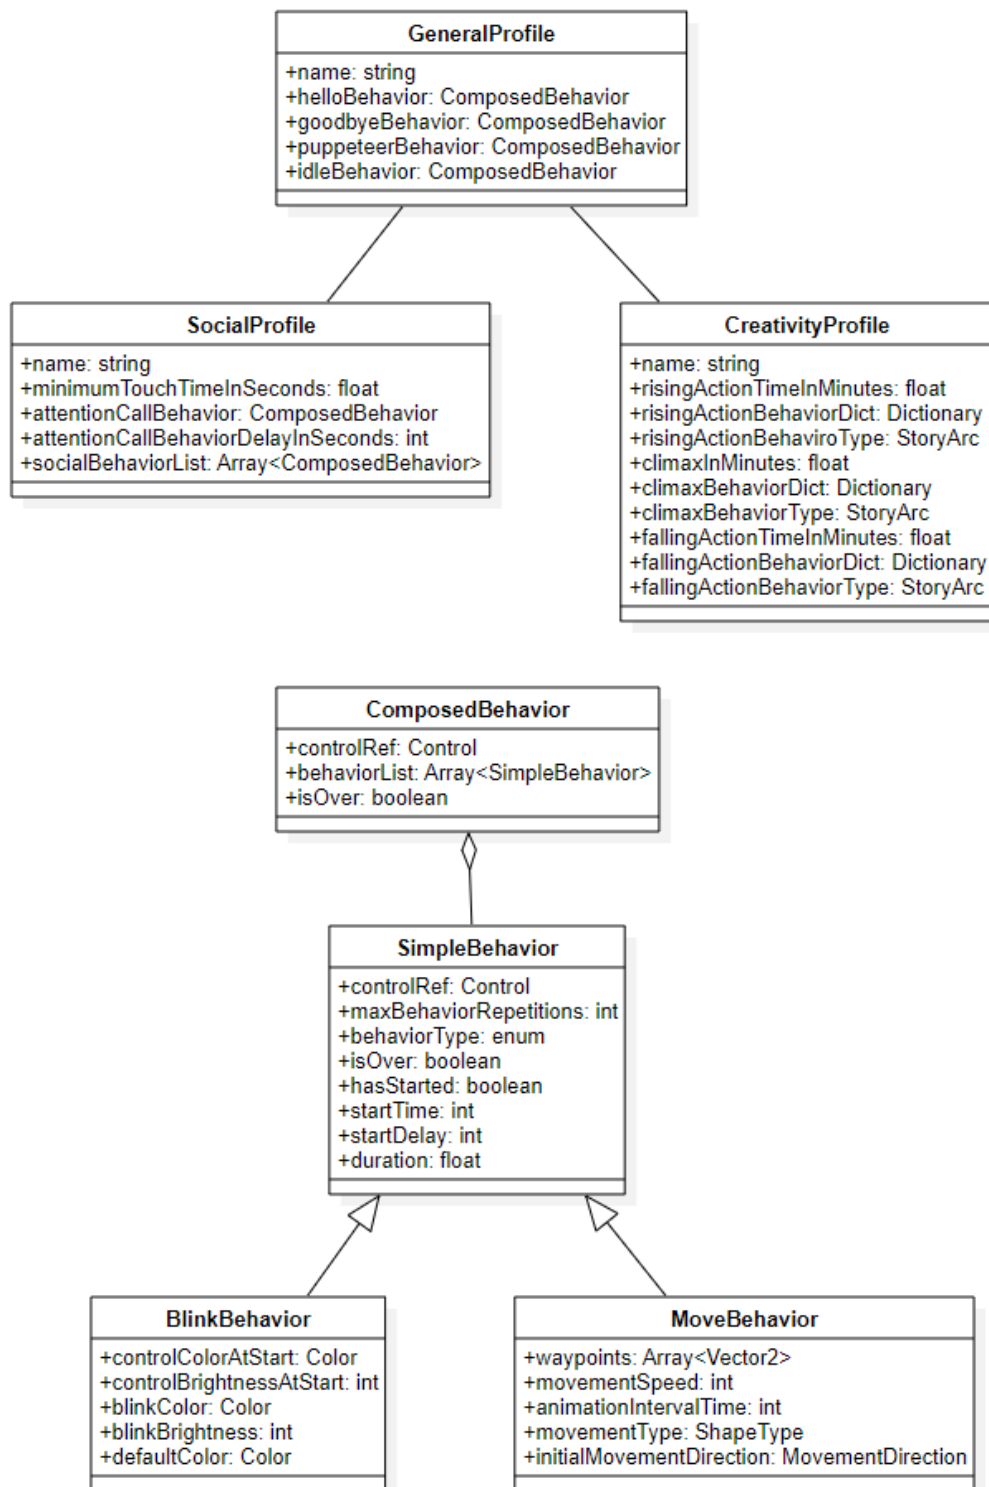 GeneralProfile
+name: string
+helloBehavior: ComposedBehavior
+goodbyeBehavior: ComposedBehavior
+puppeteerBehavior: ComposedBehavior
+idleBehavior: ComposedBehavior
SocialProfile
+name: string
+minimumTouchTimeInSeconds: float
+attentionCallBehavior: ComposedBehavior
+attentionCallBehaviorDelayInSeconds: int
+socialBehaviorList: Array<ComposedBehavior>
CreativityProfile
+name: string
+risingActionTimeInMinutes: float
+risingActionBehaviorDict: Dictionary
+risingActionBehaviroType: StoryArc
+climaxInMinutes: float
+climaxBehaviorDict: Dictionary
+climaxBehaviorType: StoryArc
+fallingActionTimeInMinutes: float
+fallingActionBehaviorDict: Dictionary
+fallingActionBehaviorType: StoryArc
ComposedBehavior
+controlRef: Control
+behaviorList: Array<SimpleBehavior>
+isOver: boolean
SimpleBehavior
+controlRef: Control
+maxBehaviorRepetitions: int
+behaviorType: enum
+isOver: boolean
+hasStarted: boolean
+startTime: int
+startDelay: int
+duration: float
BlinkBehavior
+controlColorAtStart: Color
+controlBrightnessAtStart: int
+blinkColor: Color
+blinkBrightness: int
+defaultColor: Color
MoveBehavior
+waypoints: Array<Vector2>
+movementSpeed: int
+animationIntervalTime: int
+movementType: ShapeType
+initialMovementDirection: MovementDirection